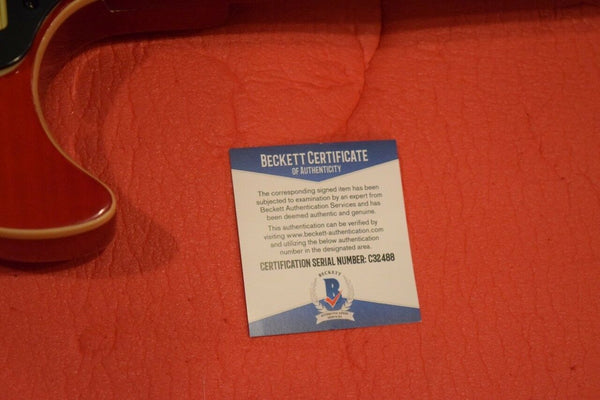 BECKETT CERTIFICATE
OF AUTHENTICITY
The corresponding signed item has been
subjected to examination by an expert from
Beckett Authentication Services and has
been deemed authentic and genuine.
This authentication can be verified by
visiting www.beckett-authentication.com
and utilizing the below authentication
number in the designated area.
CERTIFICATION SERIAL NUMBER: C32488
BECKETT
B